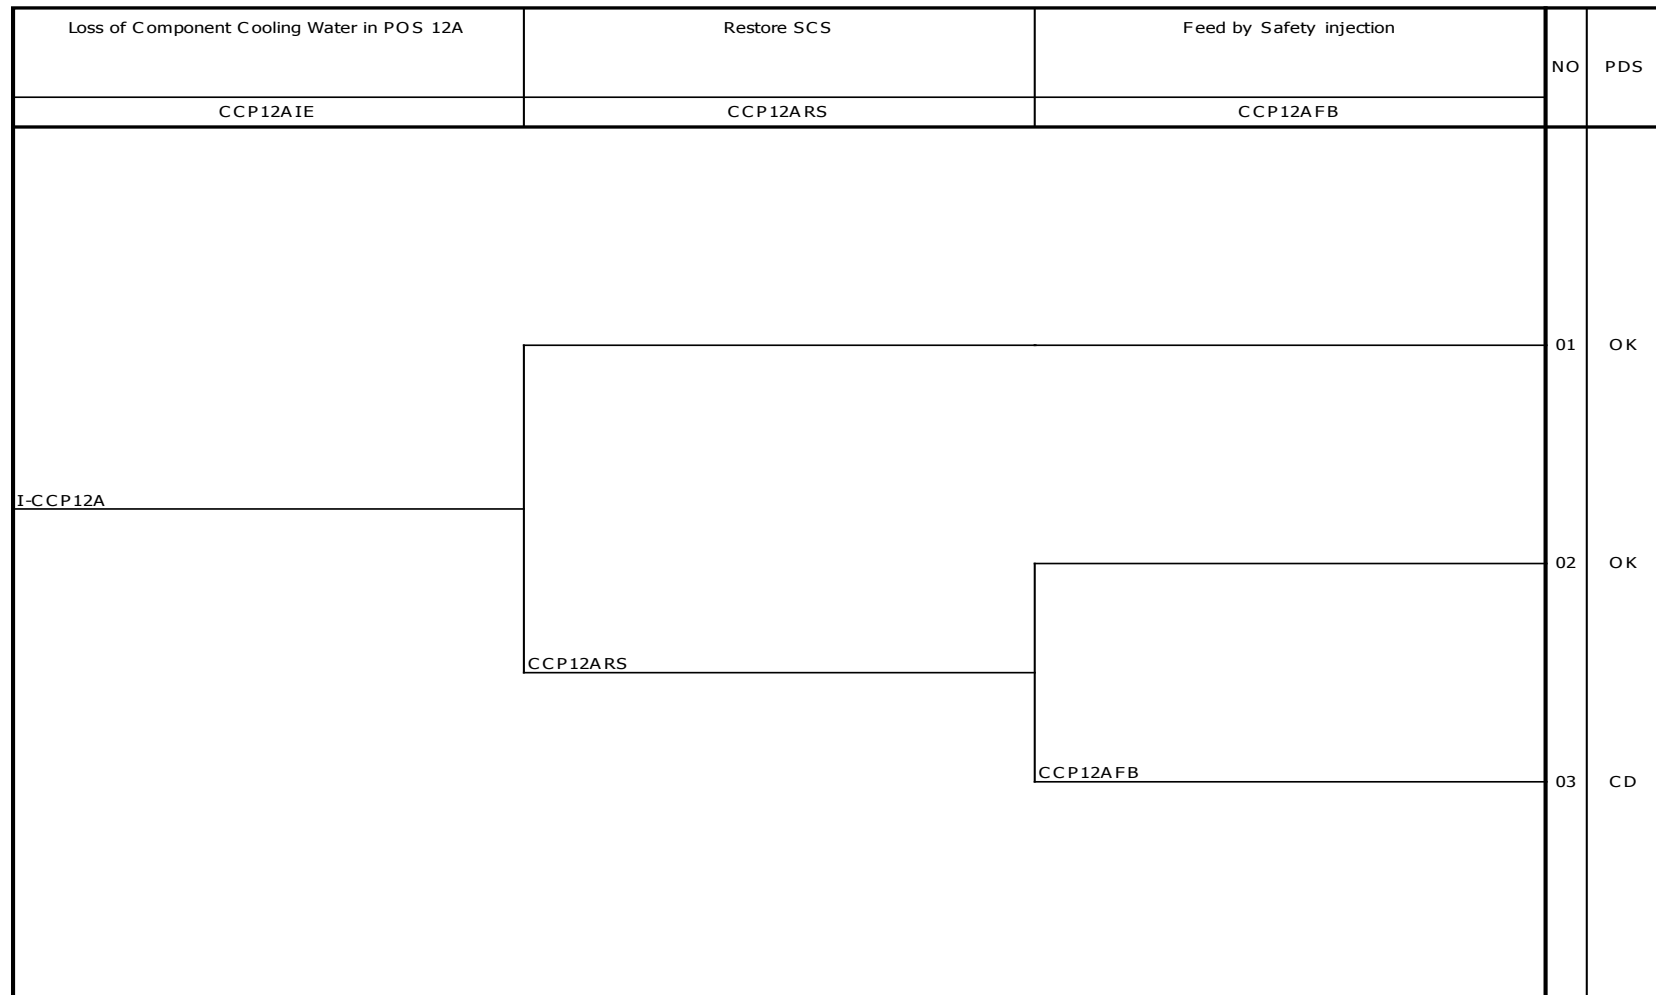 Loss of Component Cooling Water in POS 12A
Restore SCS
Feed by Safety injection
NO
PDS
CCP12AIE
CCP12ARS
CCP12AFB
01
OK
I-CCP12A
02
OK
CCP12ARS
CCP12AFB
03
CD